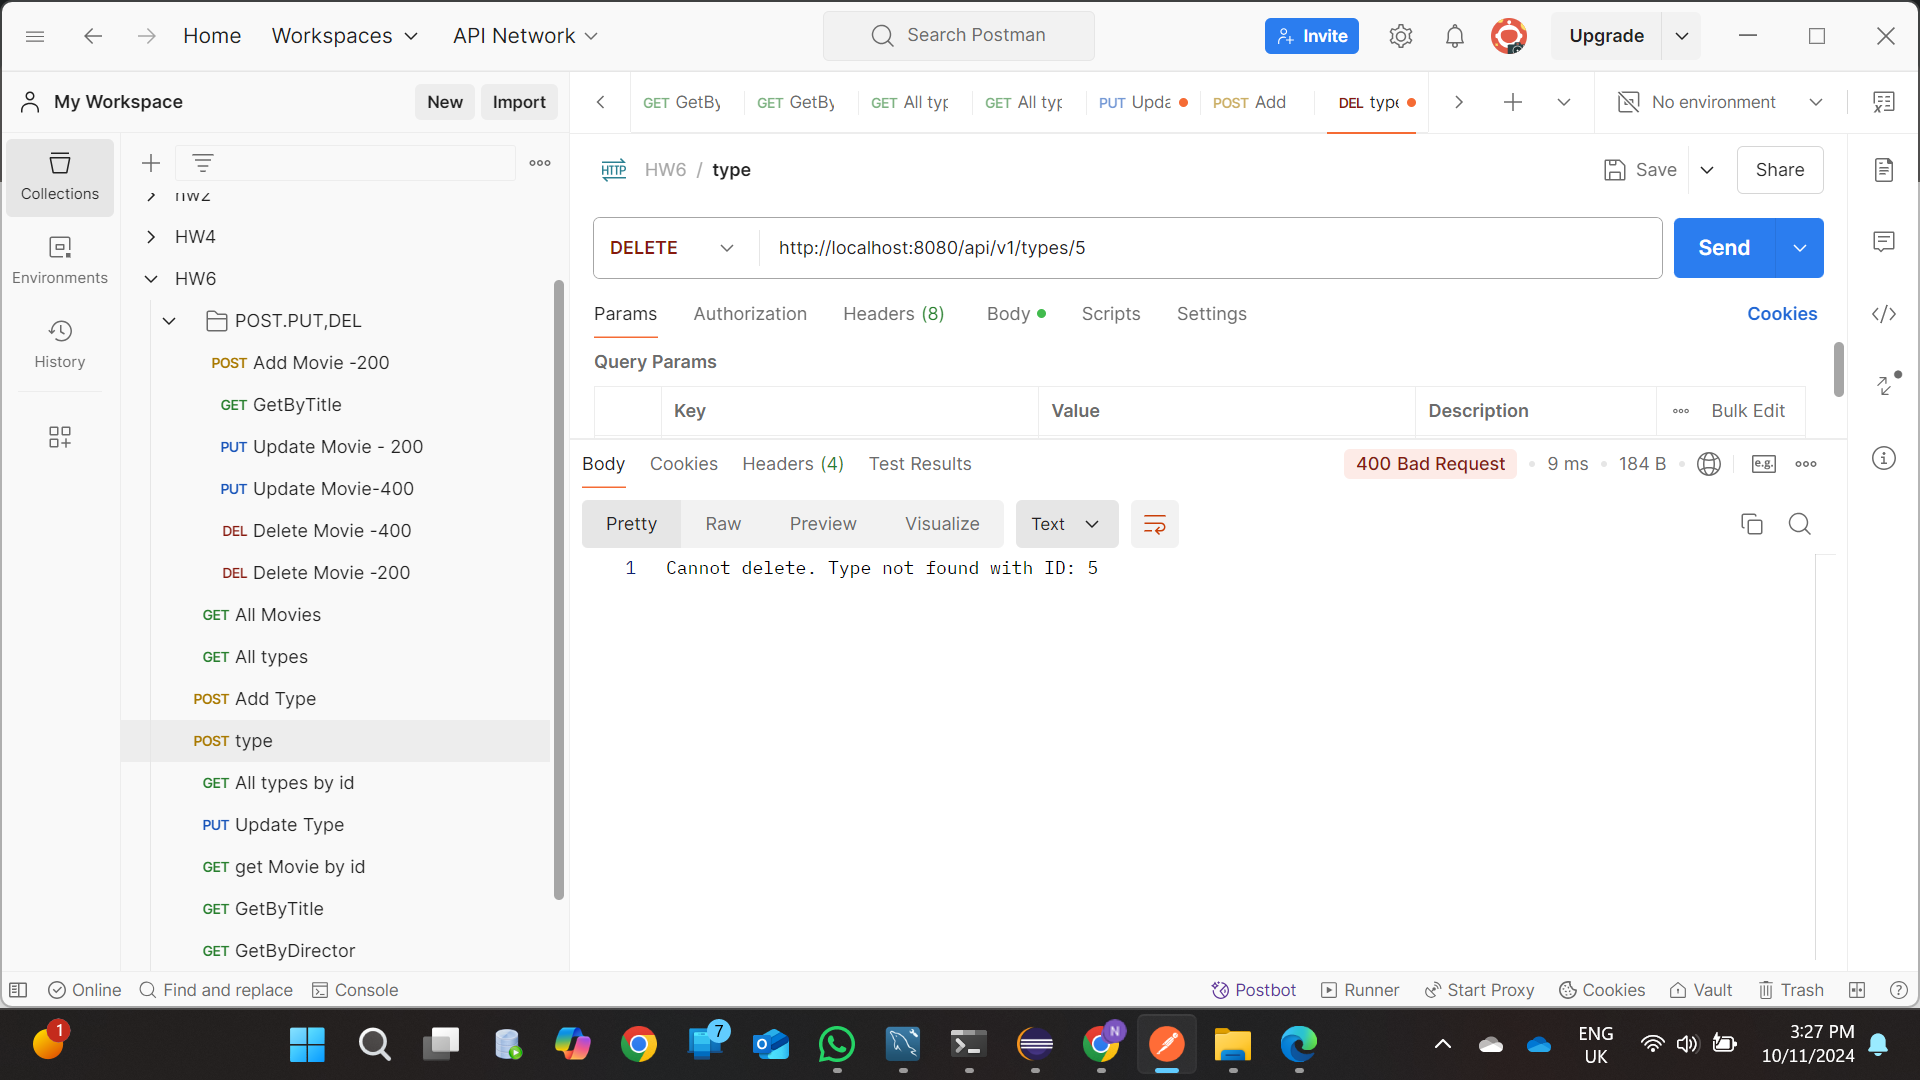 Home Workspaces API Network Search Postman Invite Upgrade
My Workspace New Import GET GetBy GET GetBy GET All typ GET All typ PUT Upda POST Add DEL type No environment
Collections
Environments
History
hw2
HW4
HW6
POST.PUT,DEL
POST Add Movie -200
GET GetByTitle
PUT Update Movie - 200
PUT Update Movie-400
DEL Delete Movie -400
DEL Delete Movie -200
GET All Movies
GET All types
POST Add Type
POST type
GET All types by id
PUT Update Type
GET get Movie by id
GET GetByTitle
GET GetByDirector
HTTP HW6 / type Save Share
DELETE http://localhost:8080/api/v1/types/5 Send
Params Authorization Headers (8) Body Scripts Settings Cookies
Query Params
Key Value Description Bulk Edit
Body Cookies Headers (4) Test Results 400 Bad Request 9 ms 184 B e.g.
Pretty Raw Preview Visualize Text
1 Cannot delete. Type not found with ID: 5
Online Find and replace Console Postbot Runner Start Proxy Cookies Vault Trash
1 7 N ENG 3:27 PM
UK 10/11/2024